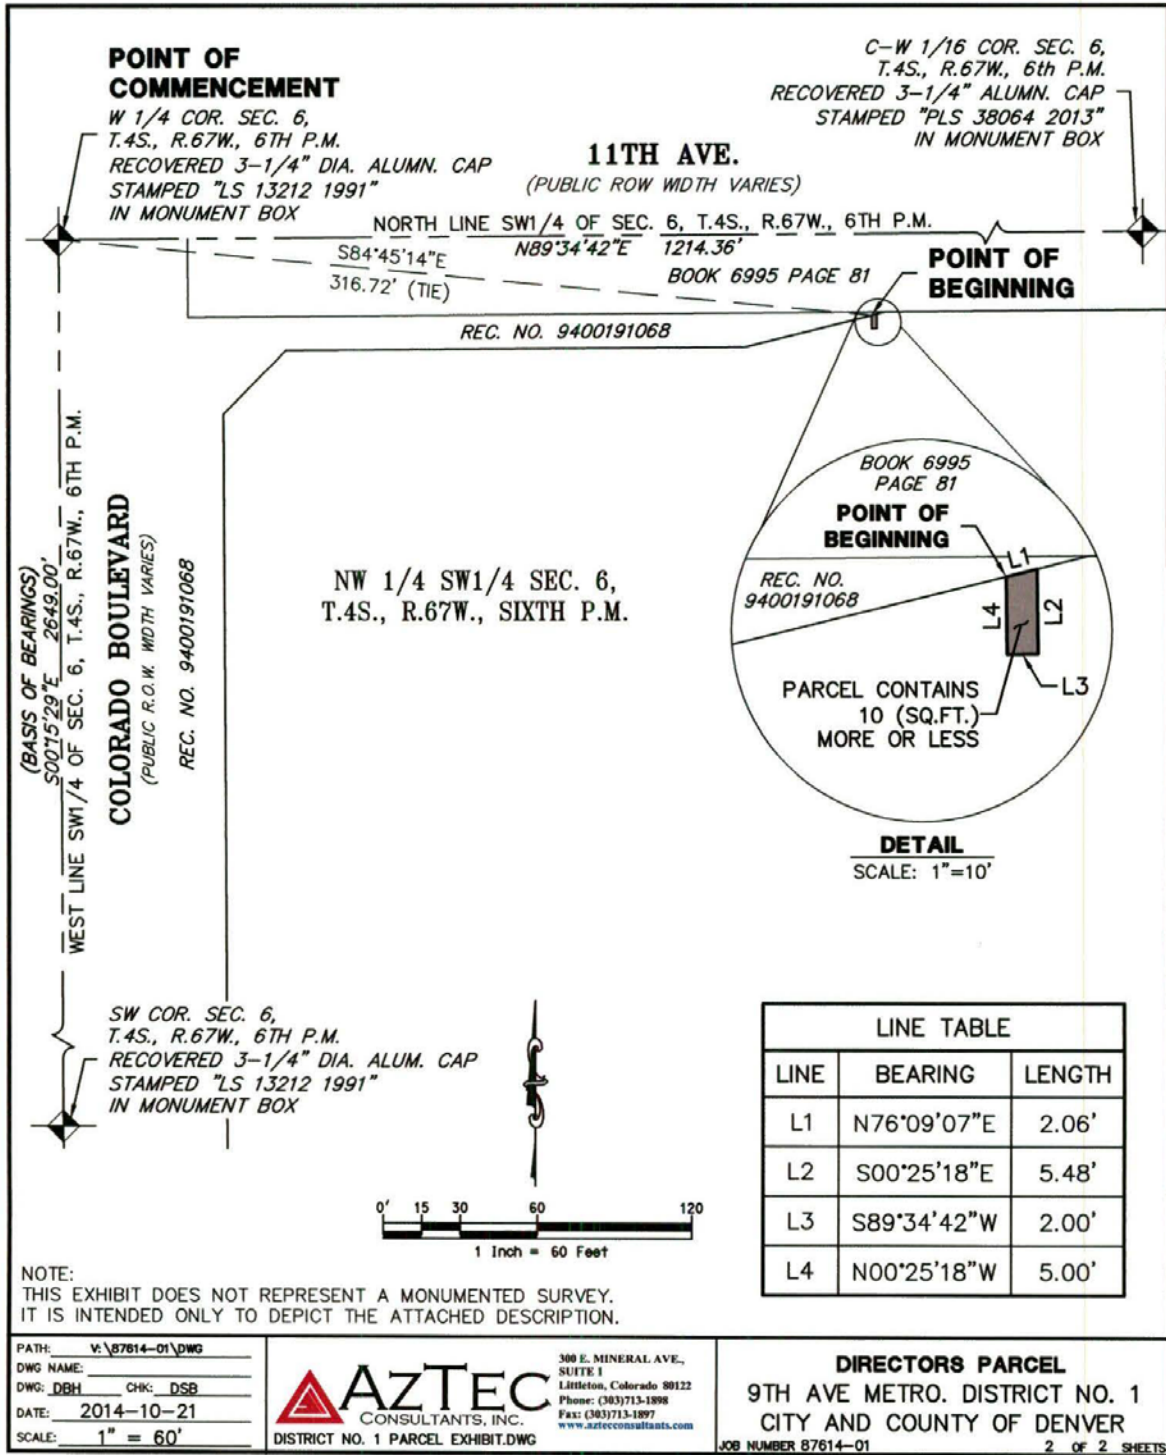 POINT OF
COMMENCEMENT
W 1/4 COR. SEC. 6,
T.4S., R.67W., 6TH P.M.
RECOVERED 3-1/4" DIA. ALUMN. CAP
STAMPED "LS 13212 1991"
IN MONUMENT BOX
C-W 1/16 COR. SEC. 6,
T.4S., R.67W., 6th P.M.
RECOVERED 3-1/4" ALUMN. CAP
STAMPED "PLS 38064 2013"
IN MONUMENT BOX
11TH AVE.
(PUBLIC ROW WIDTH VARIES)
NORTH LINE SW1/4 OF SEC. 6, T.4S., R.67W., 6TH P.M.
N89°34'42"E 1214.36'
S84°45'14"E
316.72' (TIE)
BOOK 6995 PAGE 81
POINT OF
BEGINNING
REC. NO. 9400191068
(BASIS OF BEARINGS)
S00°15'29"E 2649.00'
WEST LINE SW1/4 OF SEC. 6, T.4S., R.67W., 6TH P.M.
COLORADO BOULEVARD
(PUBLIC R.O.W. WIDTH VARIES)
REC. NO. 9400191068
NW 1/4 SW1/4 SEC. 6,
T.4S., R.67W., SIXTH P.M.
BOOK 6995
PAGE 81
POINT OF
BEGINNING
REC. NO.
9400191068
L1
L2
L4
L3
PARCEL CONTAINS
10 (SQ.FT.)
MORE OR LESS
DETAIL
SCALE: 1"=10'
SW COR. SEC. 6,
T.4S., R.67W., 6TH P.M.
RECOVERED 3-1/4" DIA. ALUM. CAP
STAMPED "LS 13212 1991"
IN MONUMENT BOX
LINE TABLE
LINE BEARING LENGTH
L1 N76°09'07"E 2.06'
L2 S00°25'18"E 5.48'
L3 S89°34'42"W 2.00'
L4 N00°25'18"W 5.00'
0' 15 30 60 120
1 Inch = 60 Feet
NOTE:
THIS EXHIBIT DOES NOT REPRESENT A MONUMENTED SURVEY.
IT IS INTENDED ONLY TO DEPICT THE ATTACHED DESCRIPTION.
PATH: V:\87614-01\DWG
DWG NAME:
DWG: DBH CHK: DSB
DATE: 2014-10-21
SCALE: 1" = 60'
AZTEC
CONSULTANTS, INC.
300 E. MINERAL AVE.,
SUITE 1
Littleton, Colorado 80122
Phone: (303)713-1898
Fax: (303)713-1897
www.aztecconsultants.com
DISTRICT NO. 1 PARCEL EXHIBIT.DWG
DIRECTORS PARCEL
9TH AVE METRO. DISTRICT NO. 1
CITY AND COUNTY OF DENVER
JOB NUMBER 87614-01 2 OF 2 SHEETS